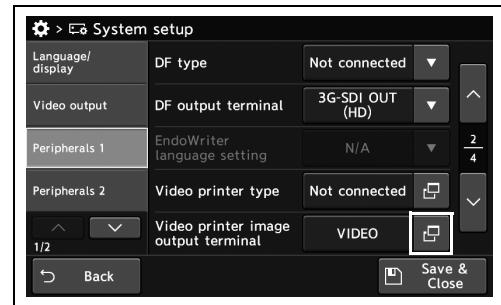 > System setup
Language/
display
Video output
Peripherals 1
Peripherals 2
1/2
DF type
Not connected
DF output terminal
3G-SDI OUT
(HD)
EndoWriter
language setting
N/A
Video printer type
Not connected
Video printer image
output terminal
VIDEO
2
4
Back
Save &
Close